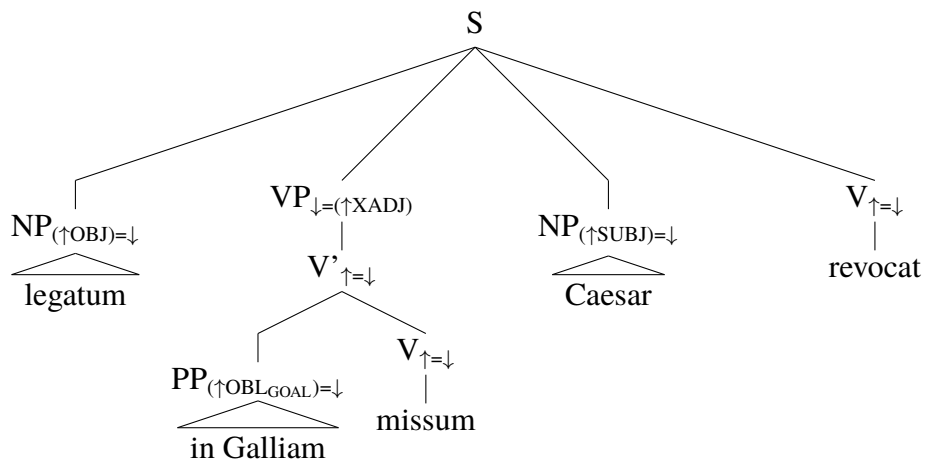 S
NP(↑OBJ)=↓ VP↓=(↑XADJ) NP(↑SUBJ)=↓ V↑=↓
legatum V’↑=↓ Caesar revocat
PP(↑OBLGOAL)=↓ V↑=↓
in Galliam missum